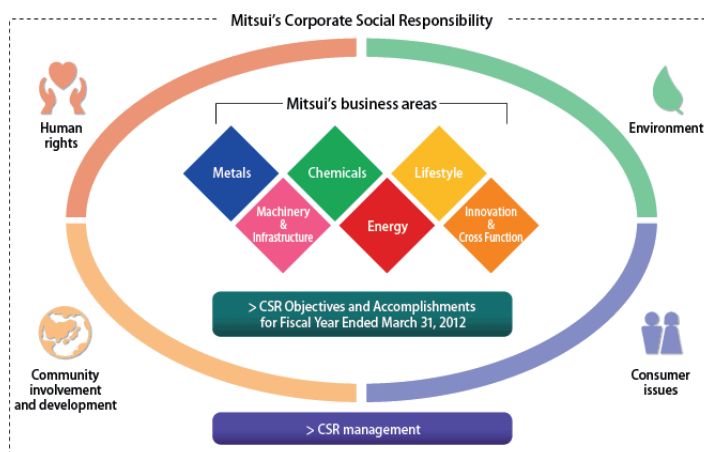 Mitsui's Corporate Social Responsibility
Human
rights
Environment
Mitsui's business areas
Metals
Chemicals
Lifestyle
Machinery
&
Infrastructure
Energy
Innovation
&
Cross Function
> CSR Objectives and Accomplishments
for Fiscal Year Ended March 31, 2012
Community
involvement
and development
Consumer
issues
> CSR management